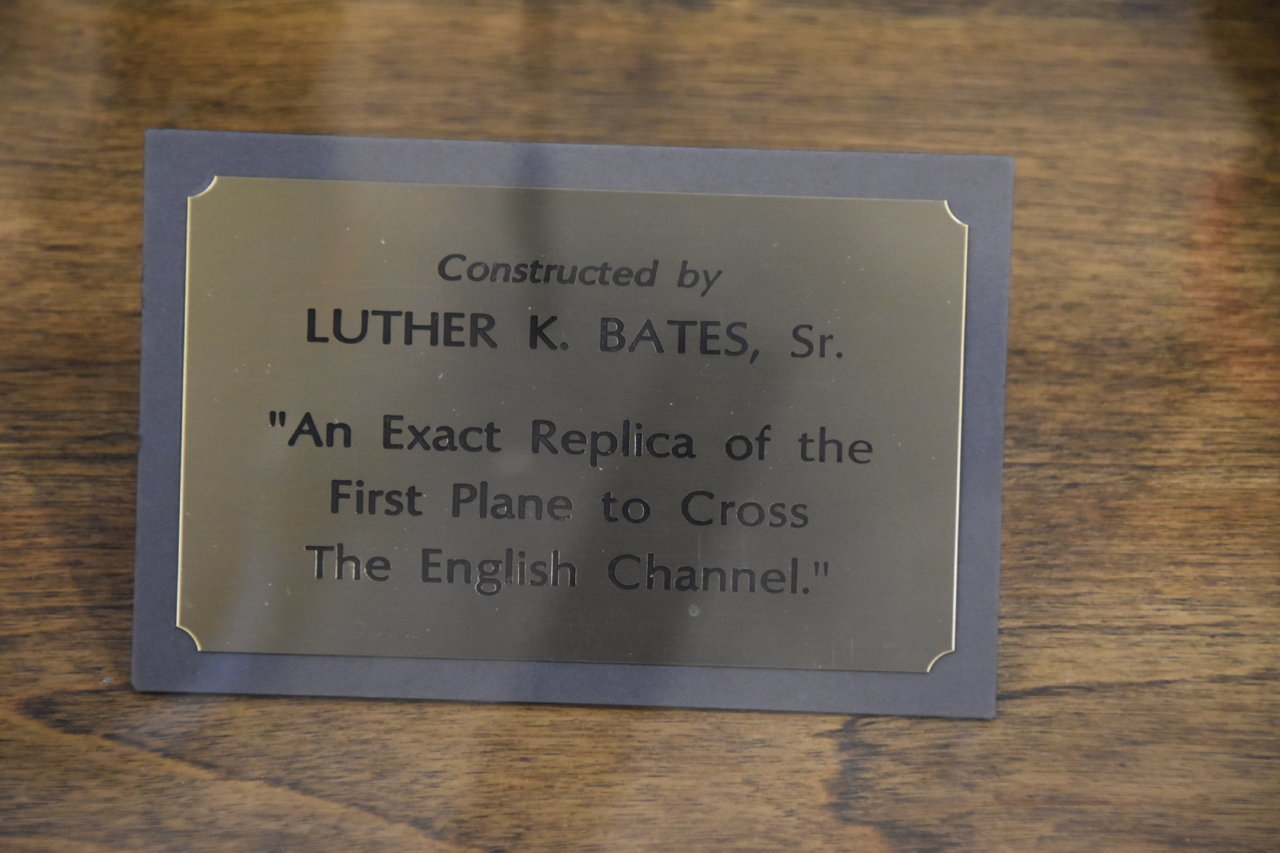 Constructed by
LUTHER K. BATES, Sr.
"An Exact Replica of the
First Plane to Cross
The English Channel."